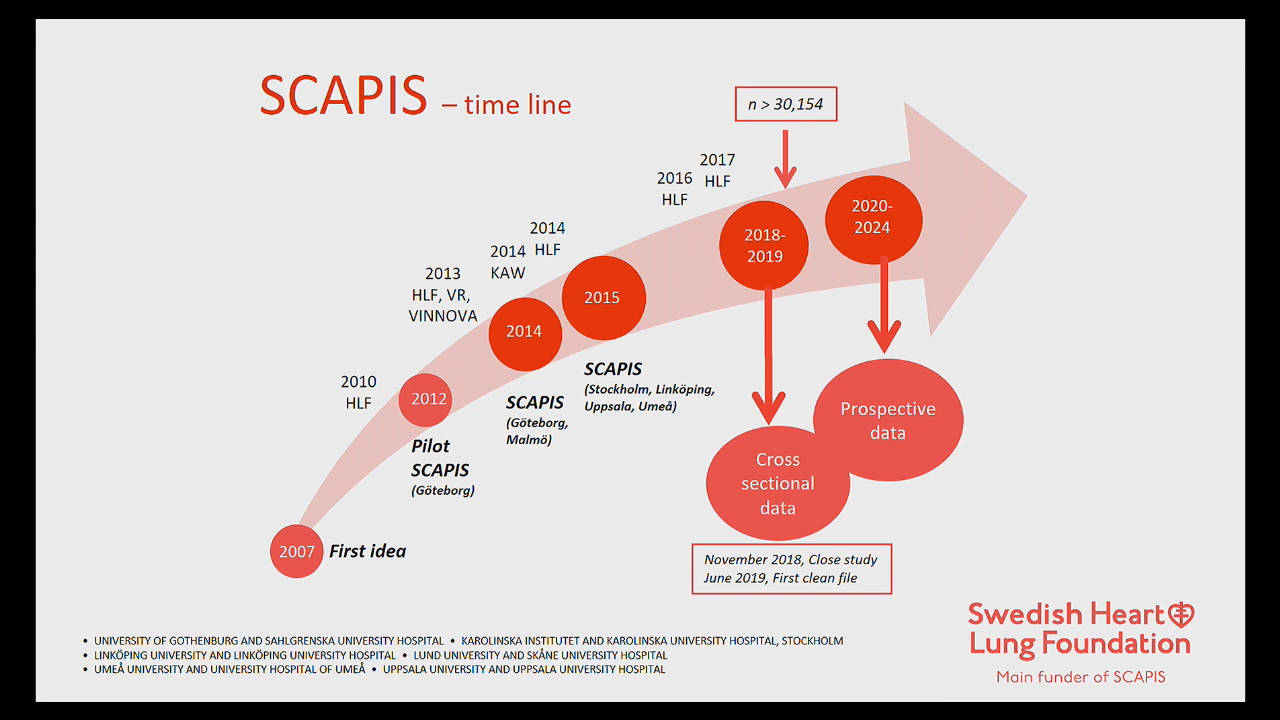 SCAPIS – time line
n > 30,154
2017
HLF
2016
HLF
2020-
2024
2018-
2019
2014
HLF
2014
KAW
2013
HLF, VR,
VINNOVA
2015
2014
SCAPIS
(Stockholm, Linköping,
Uppsala, Umeå)
2010
HLF
2012
SCAPIS
(Göteborg,
Malmö)
Pilot
SCAPIS
(Göteborg)
Prospective
data
Cross
sectional
data
2007 First idea
November 2018, Close study
June 2019, First clean file
• UNIVERSITY OF GOTHENBURG AND SAHLGRENSKA UNIVERSITY HOSPITAL • KAROLINSKA INSTITUTET AND KAROLINSKA UNIVERSITY HOSPITAL, STOCKHOLM
• LINKÖPING UNIVERSITY AND LINKÖPING UNIVERSITY HOSPITAL • LUND UNIVERSITY AND SKÅNE UNIVERSITY HOSPITAL
• UMEÅ UNIVERSITY AND UNIVERSITY HOSPITAL OF UMEÅ • UPPSALA UNIVERSITY AND UPPSALA UNIVERSITY HOSPITAL
Swedish Heart
Lung Foundation
Main funder of SCAPIS